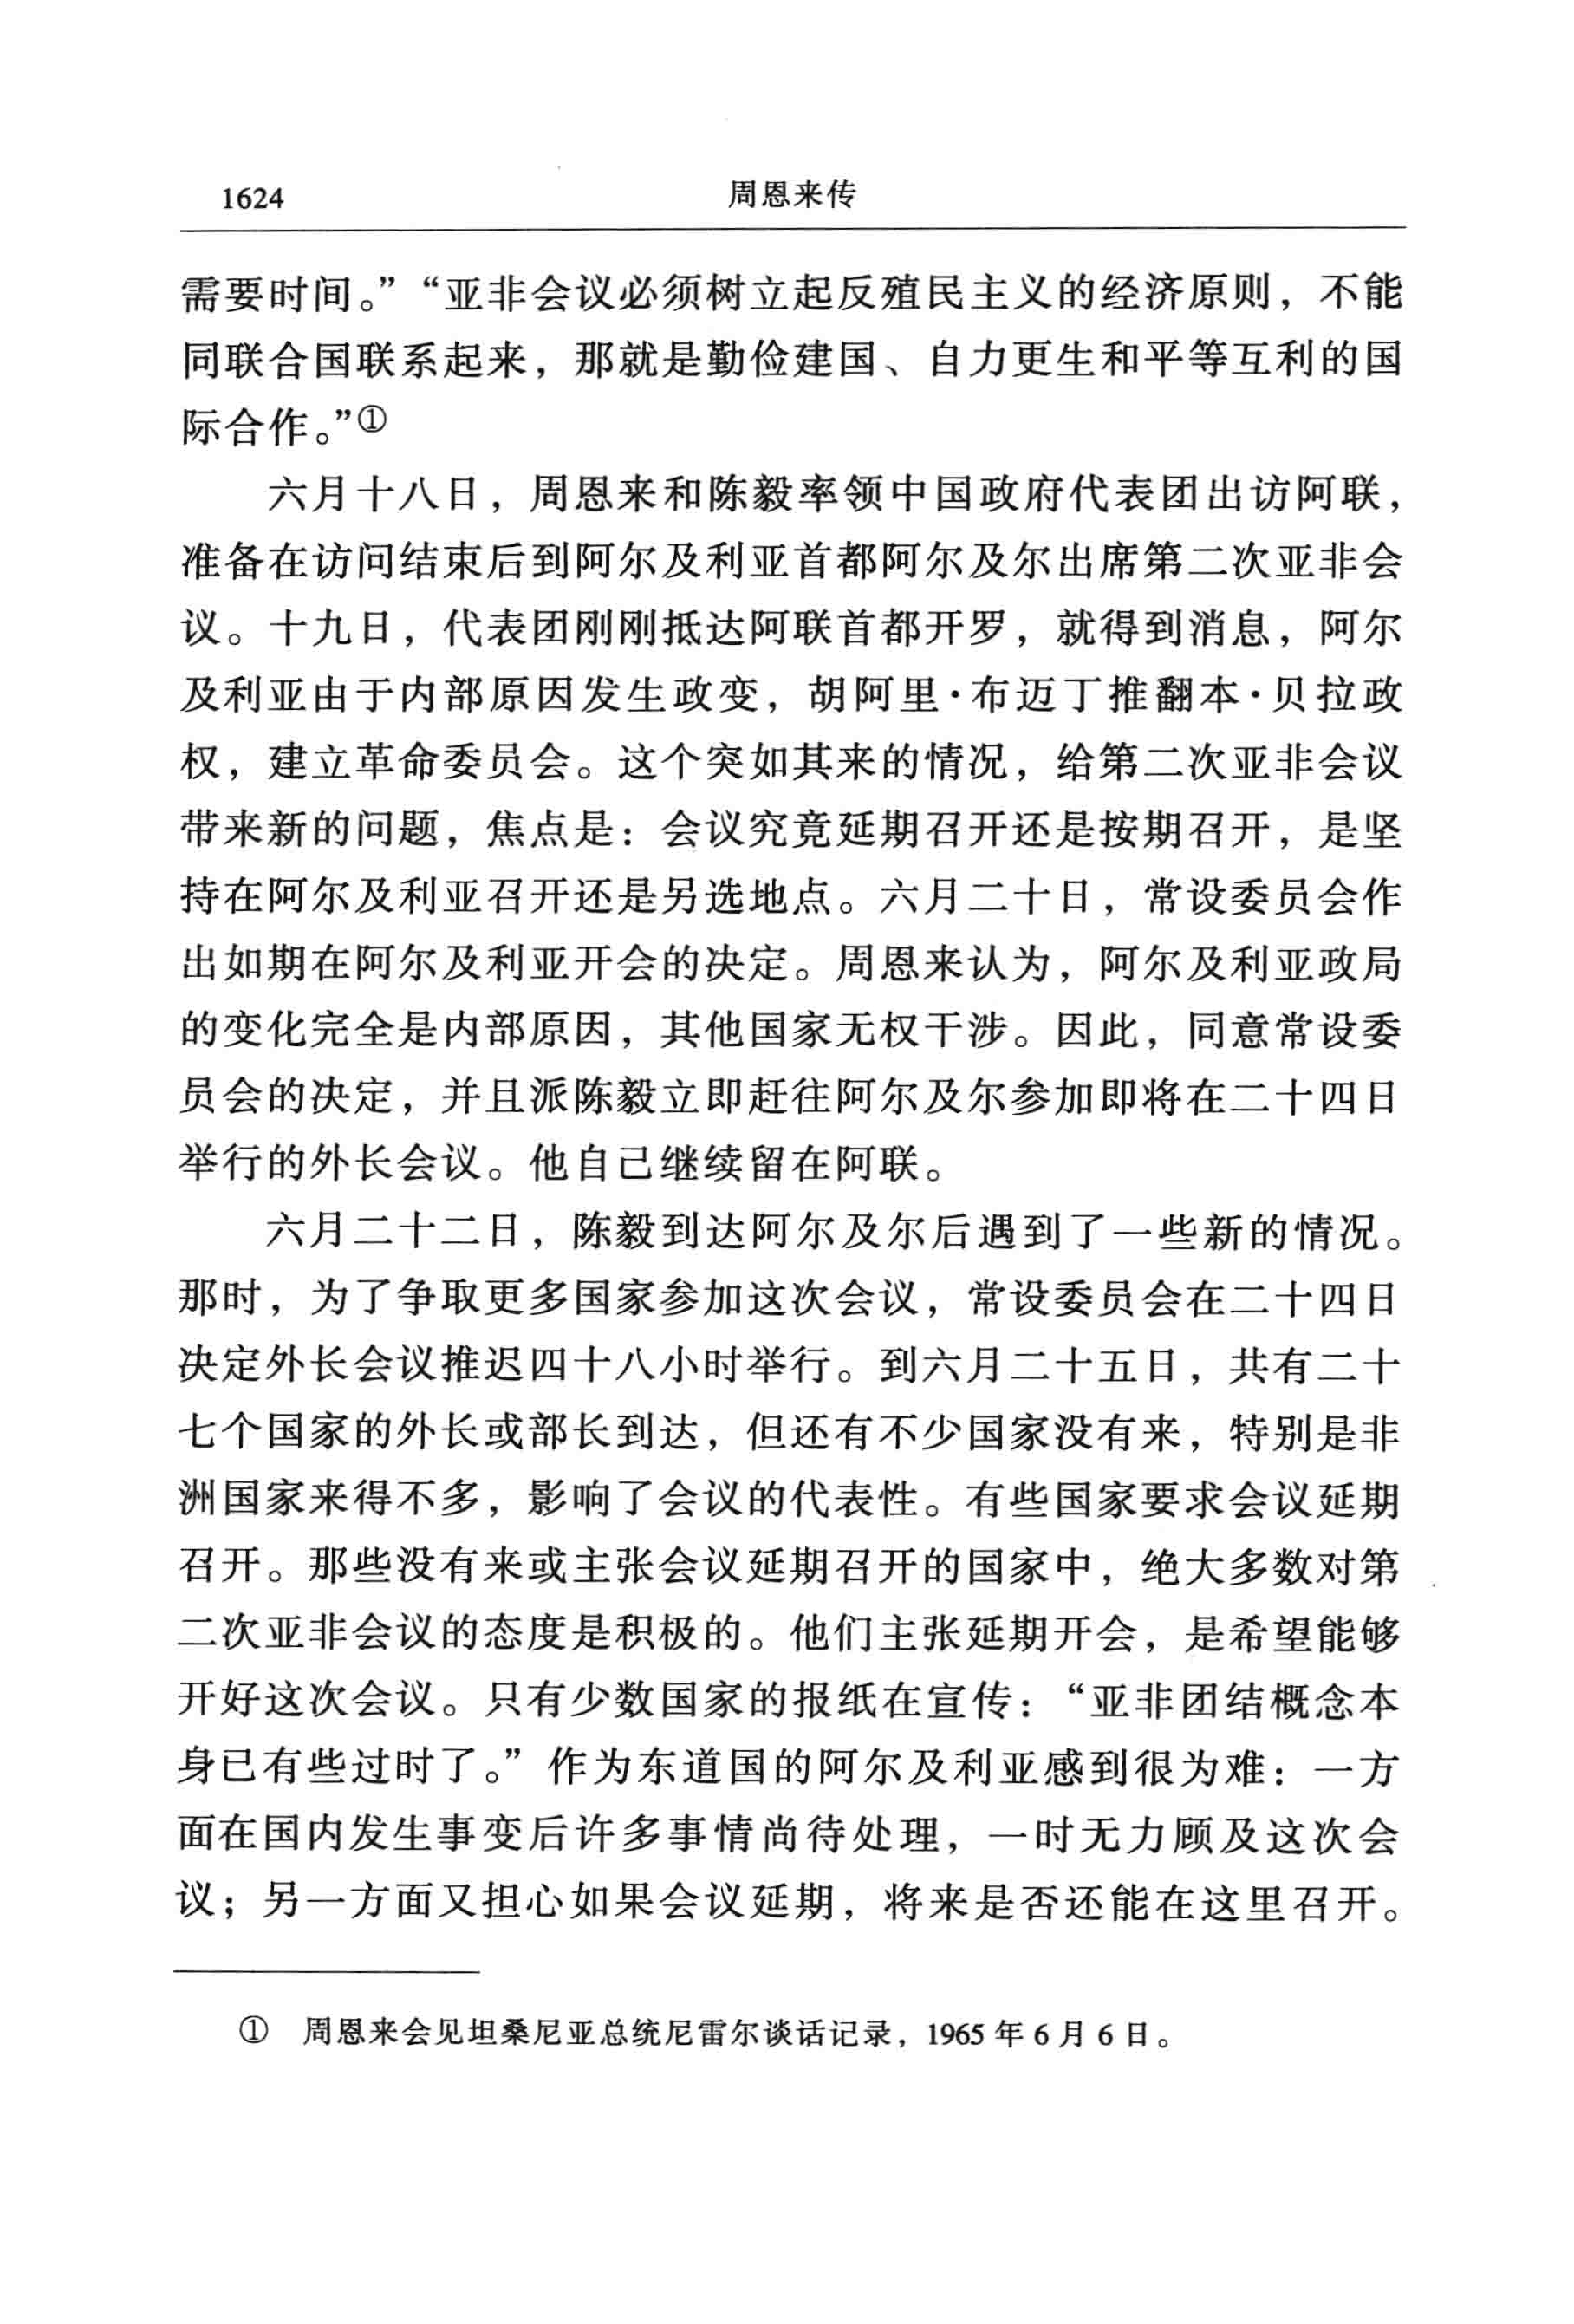 1624
周恩来传
需要时间。”“亚非会议必须树立起反殖民主义的经济原则，不能
同联合国联系起来，那就是勤俭建国、自力更生和平等互利的国
际合作。”①
六月十八日，周恩来和陈毅率领中国政府代表团出访阿联，
准备在访问结束后到阿尔及利亚首都阿尔及尔出席第二次亚非会
议。十九日，代表团刚刚抵达阿联首都开罗，就得到消息，阿尔
及利亚由于内部原因发生政变，胡阿里·布迈丁推翻本·贝拉政
权，建立革命委员会。这个突如其来的情况，给第二次亚非会议
带来新的问题，焦点是：会议究竟延期召开还是按期召开，是坚
持在阿尔及利亚召开还是另选地点。六月二十日，常设委员会作
出如期在阿尔及利亚开会的决定。周恩来认为，阿尔及利亚政局
的变化完全是内部原因，其他国家无权干涉。因此，同意常设委
员会的决定，并且派陈毅立即赶往阿尔及尔参加即将在二十四日
举行的外长会议。他自己继续留在阿联。
六月二十二日，陈毅到达阿尔及尔后遇到了一些新的情况。
那时，为了争取更多国家参加这次会议，常设委员会在二十四日
决定外长会议推迟四十八小时举行。到六月二十五日，共有二十
七个国家的外长或部长到达，但还有不少国家没有来，特别是非
洲国家来得不多，影响了会议的代表性。有些国家要求会议延期
召开。那些没有来或主张会议延期召开的国家中，绝大多数对第
二次亚非会议的态度是积极的。他们主张延期开会，是希望能够
开好这次会议。只有少数国家的报纸在宣传：“亚非团结概念本
身已有些过时了。”作为东道国的阿尔及利亚感到很为难：一方
面在国内发生事变后许多事情尚待处理，一时无力顾及这次会
议；另一方面又担心如果会议延期，将来是否还能在这里召开。
① 周恩来会见坦桑尼亚总统尼雷尔谈话记录，1965 年 6 月 6 日。